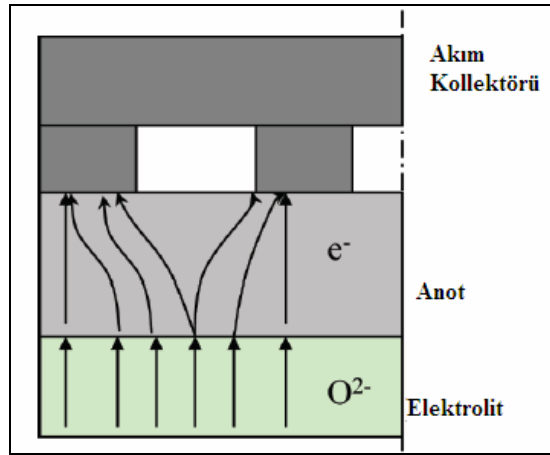 Akım
Kollektörü
e⁻
Anot
O²⁻
Elektrolit